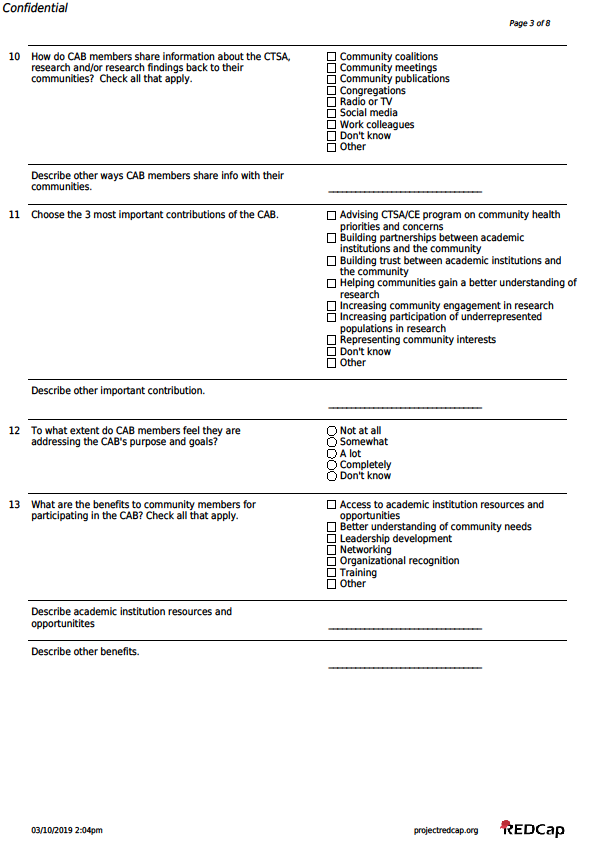 Confidential
Page 3 of 8
10 How do CAB members share information about the CTSA,
research and/or research findings back to their
communities? Check all that apply.
Community coalitions
Community meetings
Community publications
Congregations
Radio or TV
Social media
Work colleagues
Don't know
Other
Describe other ways CAB members share info with their
communities.
11 Choose the 3 most important contributions of the CAB.
Advising CTSA/CE program on community health
priorities and concerns
Building partnerships between academic
institutions and the community
Building trust between academic institutions and
the community
Helping communities gain a better understanding of
research
Increasing community engagement in research
Increasing participation of underrepresented
populations in research
Representing community interests
Don't know
Other
Describe other important contribution.
12 To what extent do CAB members feel they are
addressing the CAB's purpose and goals?
Not at all
Somewhat
A lot
Completely
Don't know
13 What are the benefits to community members for
participating in the CAB? Check all that apply.
Access to academic institution resources and
opportunities
Better understanding of community needs
Leadership development
Networking
Organizational recognition
Training
Other
Describe academic institution resources and
opportunitites
Describe other benefits.
03/10/2019 2:04pm
projectredcap.org
REDCap